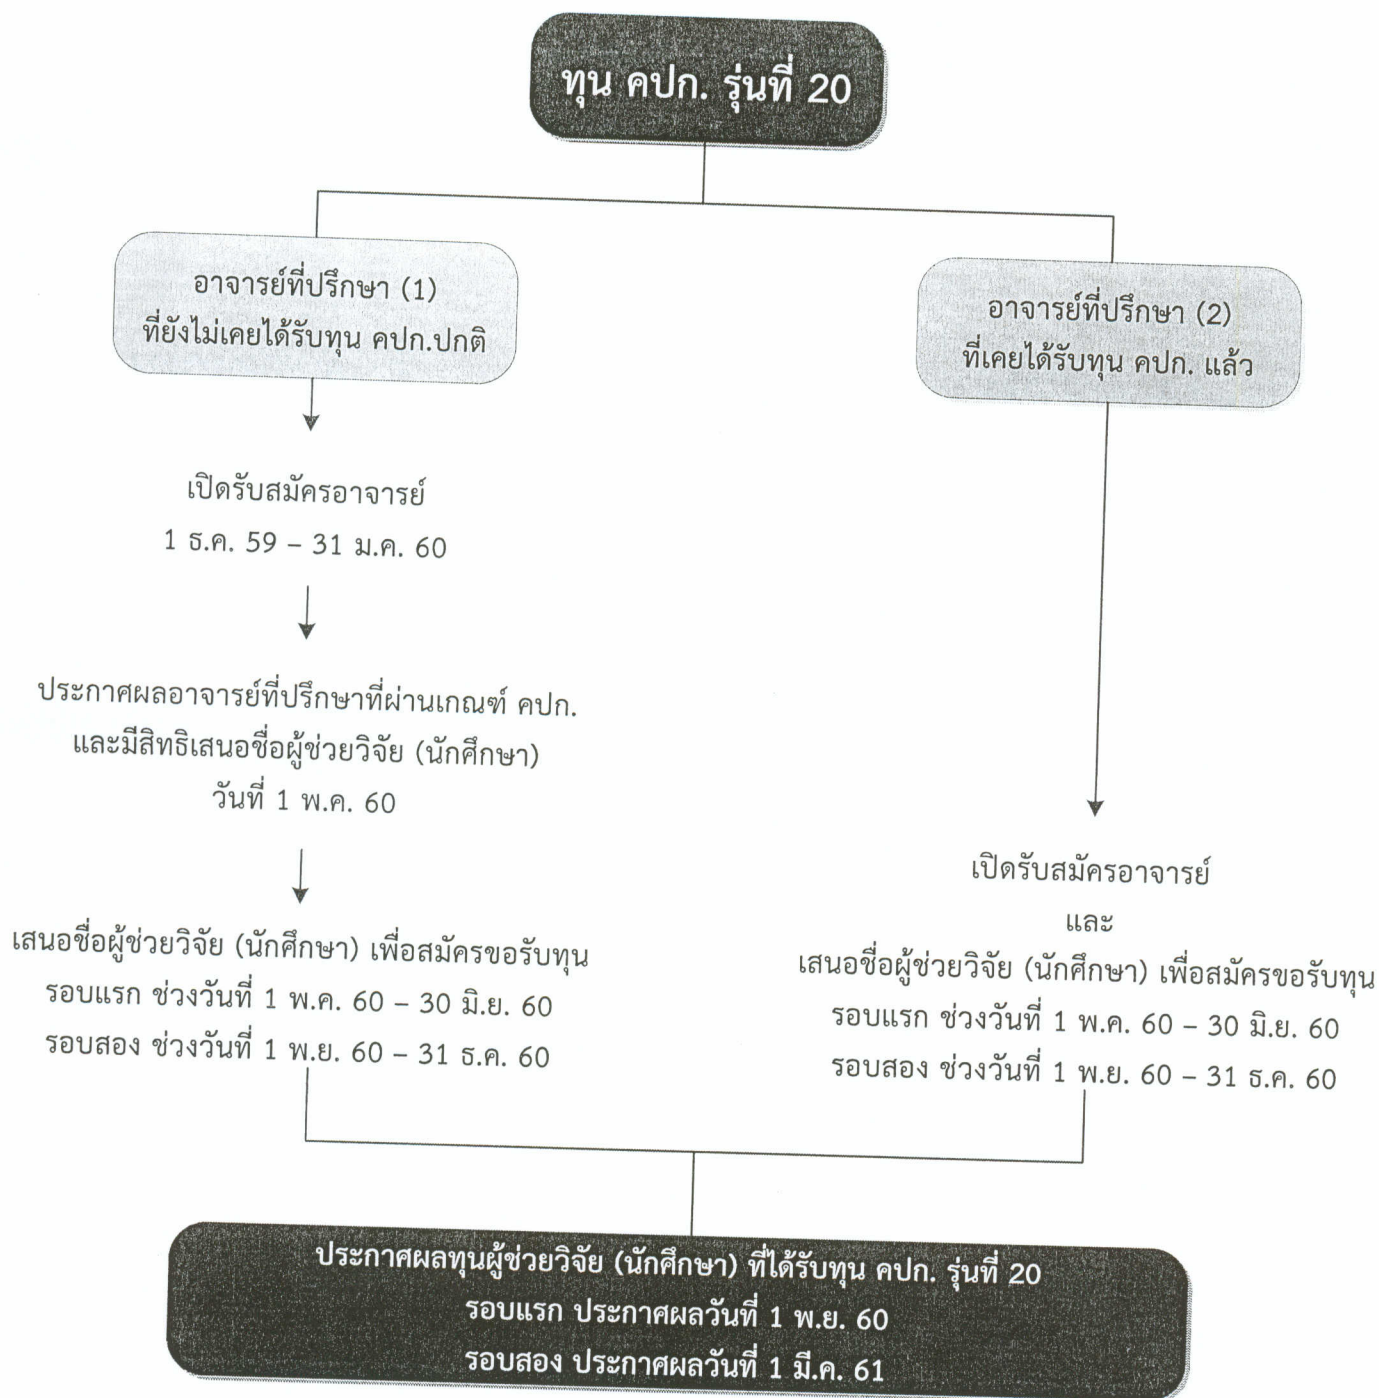 ทุน คปก. รุ่นที่ 20
อาจารย์ที่ปรึกษา (1)
ที่ยังไม่เคยได้รับทุน คปก.ปกติ
เปิดรับสมัครอาจารย์
1 ธ.ค. 59 – 31 ม.ค. 60
ประกาศผลอาจารย์ที่ปรึกษาที่ผ่านเกณฑ์ คปก.
และมีสิทธิเสนอชื่อผู้ช่วยวิจัย (นักศึกษา)
วันที่ 1 พ.ค. 60
เสนอชื่อผู้ช่วยวิจัย (นักศึกษา) เพื่อสมัครขอรับทุน
รอบแรก ช่วงวันที่ 1 พ.ค. 60 – 30 มิ.ย. 60
รอบสอง ช่วงวันที่ 1 พ.ย. 60 – 31 ธ.ค. 60
อาจารย์ที่ปรึกษา (2)
ที่เคยได้รับทุน คปก. แล้ว
เปิดรับสมัครอาจารย์
และ
เสนอชื่อผู้ช่วยวิจัย (นักศึกษา) เพื่อสมัครขอรับทุน
รอบแรก ช่วงวันที่ 1 พ.ค. 60 – 30 มิ.ย. 60
รอบสอง ช่วงวันที่ 1 พ.ย. 60 – 31 ธ.ค. 60
ประกาศผลทุนผู้ช่วยวิจัย (นักศึกษา) ที่ได้รับทุน คปก. รุ่นที่ 20
รอบแรก ประกาศผลวันที่ 1 พ.ย. 60
รอบสอง ประกาศผลวันที่ 1 มี.ค. 61